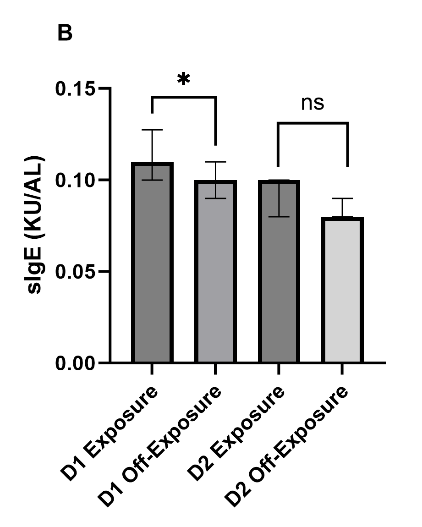 B
*
ns
0.15
0.10
0.05
0.00
sIgE (KU/AL)
D1 Exposure
D1 Off-Exposure
D2 Exposure
D2 Off-Exposure